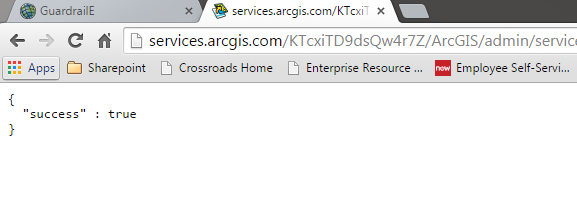 GuardrailE
services.arcgis.com/KTcxiT
services.arcgis.com/KTcxiTD9dsQw4r7Z/ArcGIS/admin/service
Apps Sharepoint Crossroads Home Enterprise Resource ... now Employee Self-Servi...
{
"success" : true
}